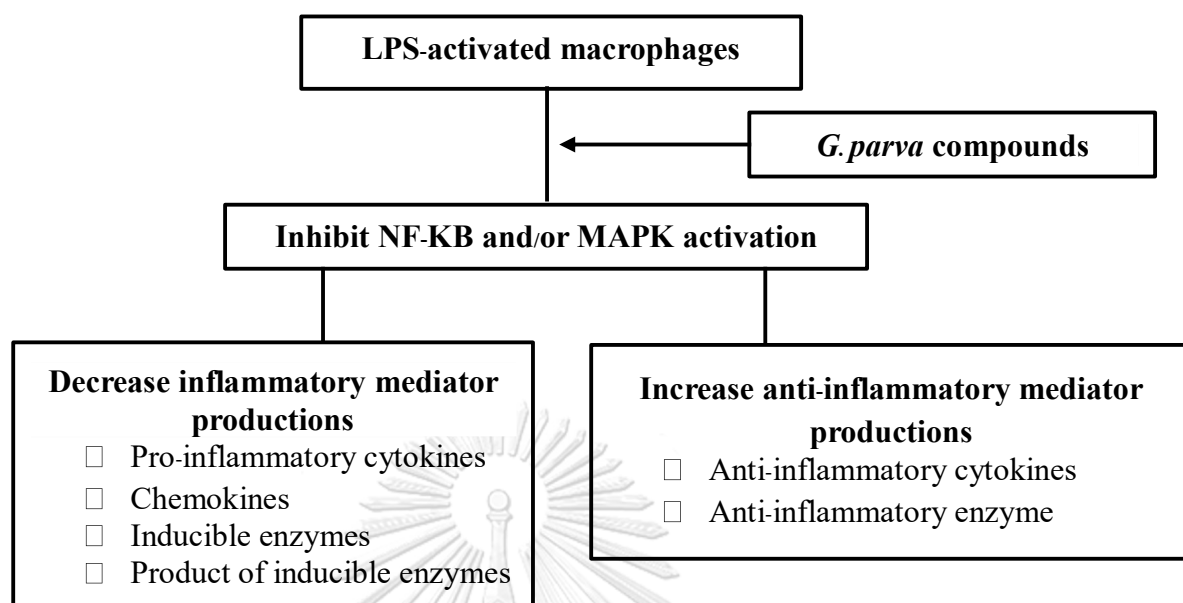 LPS-activated macrophages
G. parva compounds
Inhibit NF-KB and/or MAPK activation
Decrease inflammatory mediator
productions
□ Pro-inflammatory cytokines
□ Chemokines
□ Inducible enzymes
□ Product of inducible enzymes
Increase anti-inflammatory mediator
productions
□ Anti-inflammatory cytokines
□ Anti-inflammatory enzyme